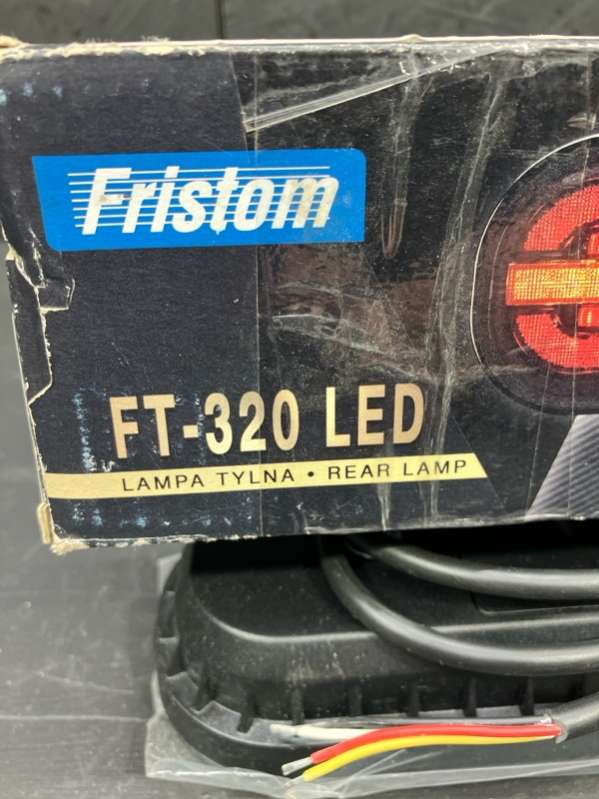 Fristom
FT-320 LED
LAMPA TYLNA • REAR LAMP